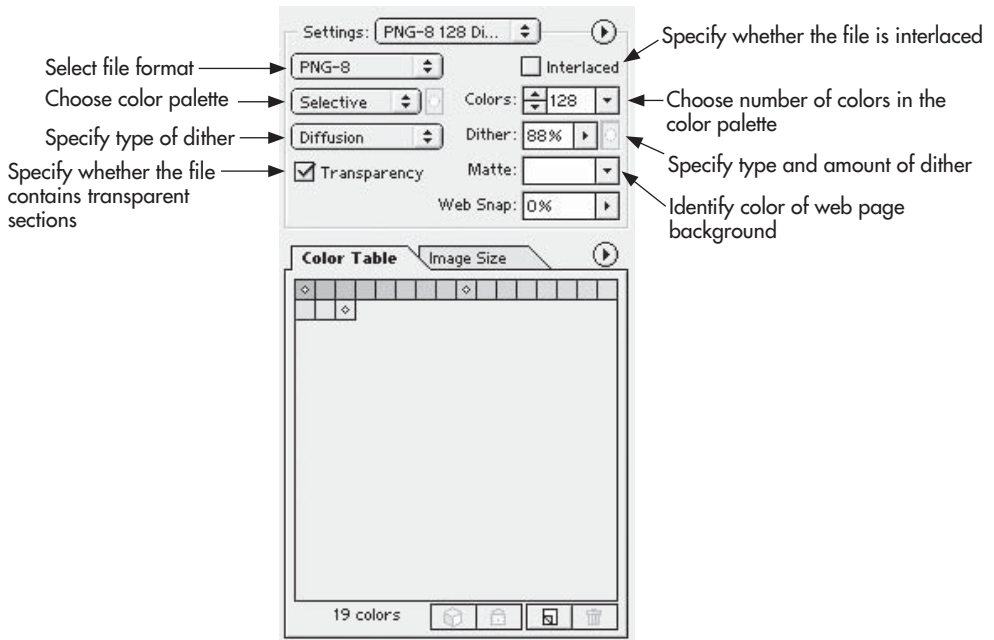 Settings: PNG-8 128 Di...
Specify whether the file is interlaced
Select file format
PNG-8
Interlaced
Choose color palette
Selective
Colors: 128
Choose number of colors in the
color palette
Specify type of dither
Diffusion
Dither: 88%
Specify type and amount of dither
Specify whether the file
contains transparent
sections
Transparency
Matte:
Identify color of web page
background
Web Snap: 0%
Color Table
Image Size
19 colors